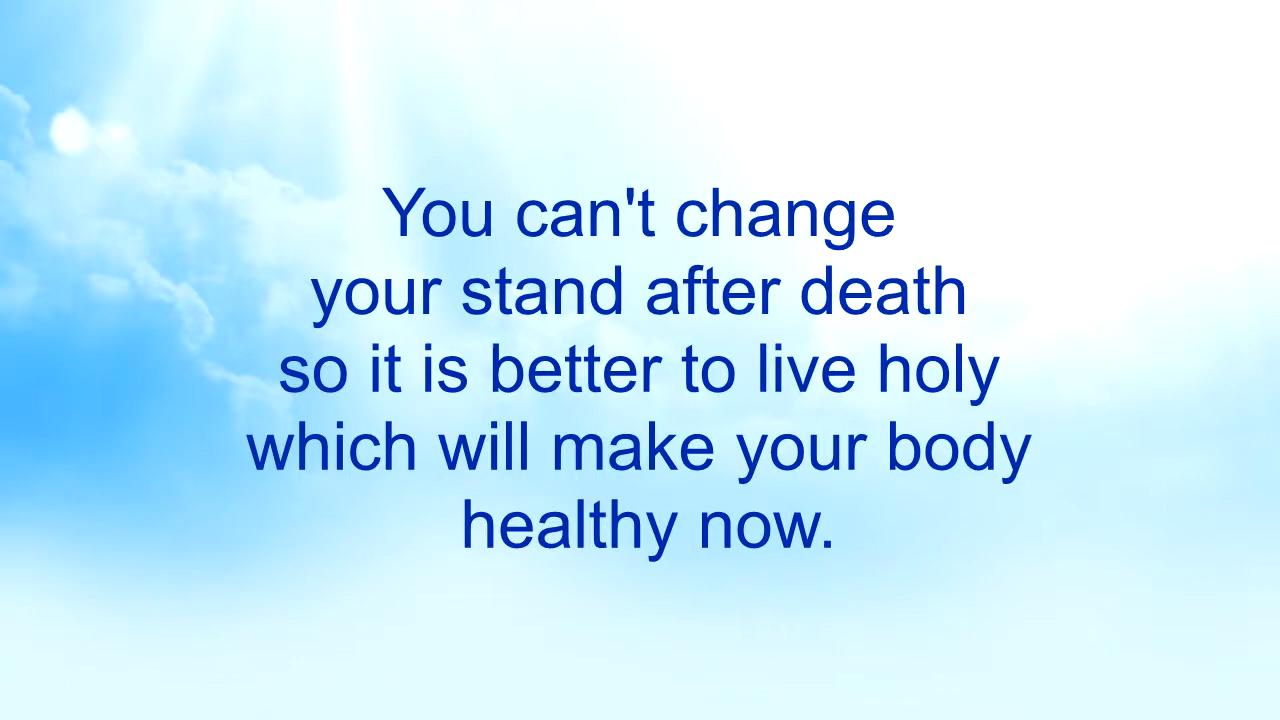 You can't change
your stand after death
so it is better to live holy
which will make your body
healthy now.